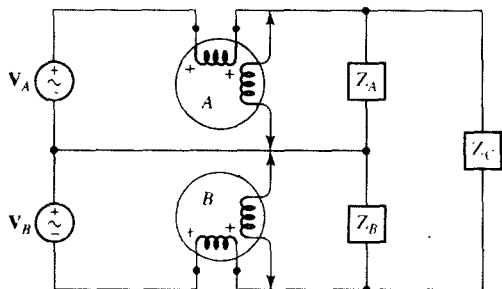 + +
V_A + ~ - A Z_A
Z_C
V_B + ~ − B Z_B
+ +